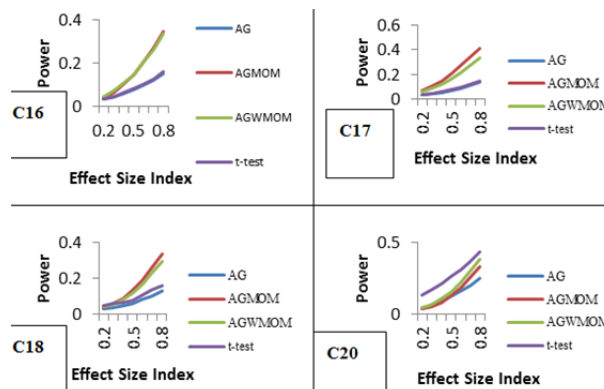 0.4
0.2
0
Power
0.2
0.5
0.8
AG
AGMOM
AGWMOM
t-test
C16
Effect Size Index
0.6
0.4
0.2
0
Power
0.2
0.5
0.8
AG
AGMOM
AGWMOM
t-test
C17
Effect Size Index
0.4
0.2
0
Power
0.2
0.5
0.8
AG
AGMOM
AGWMOM
t-test
C18
Effect Size Index
0.5
0
Power
0.2
0.5
0.8
AG
AGMOM
AGWMOM
t-test
C20
Effect Size Index